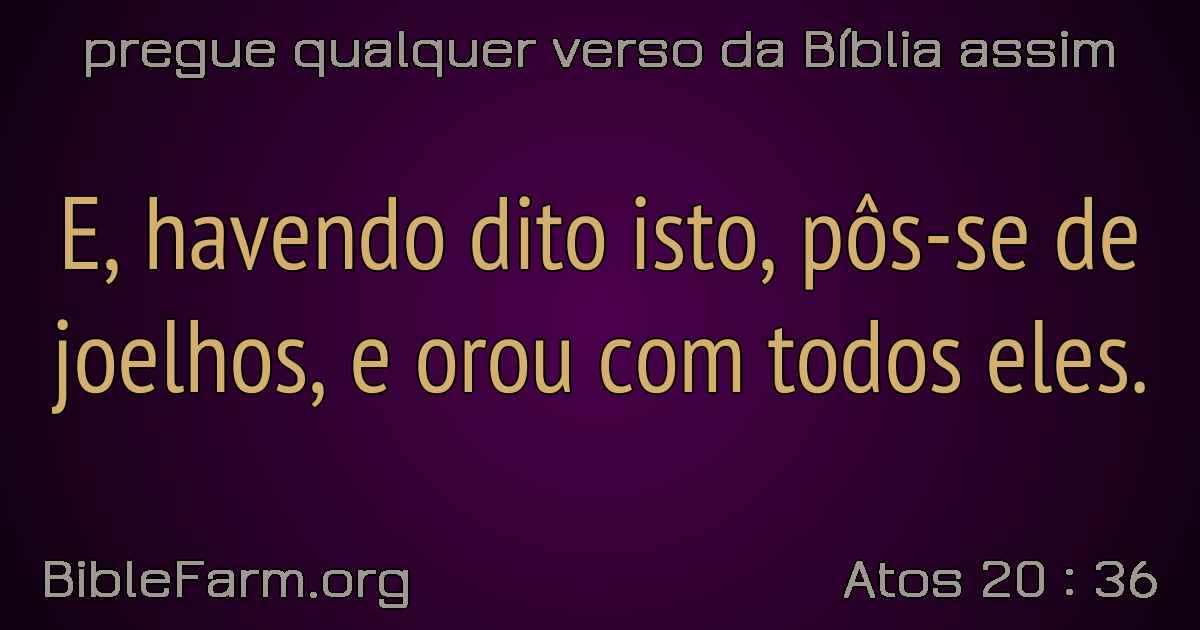 pregue qualquer verso da Bíblia assim
E, havendo dito isto, pôs-se de
joelhos, e orou com todos eles.
BibleFarm.org
Atos 20 : 36